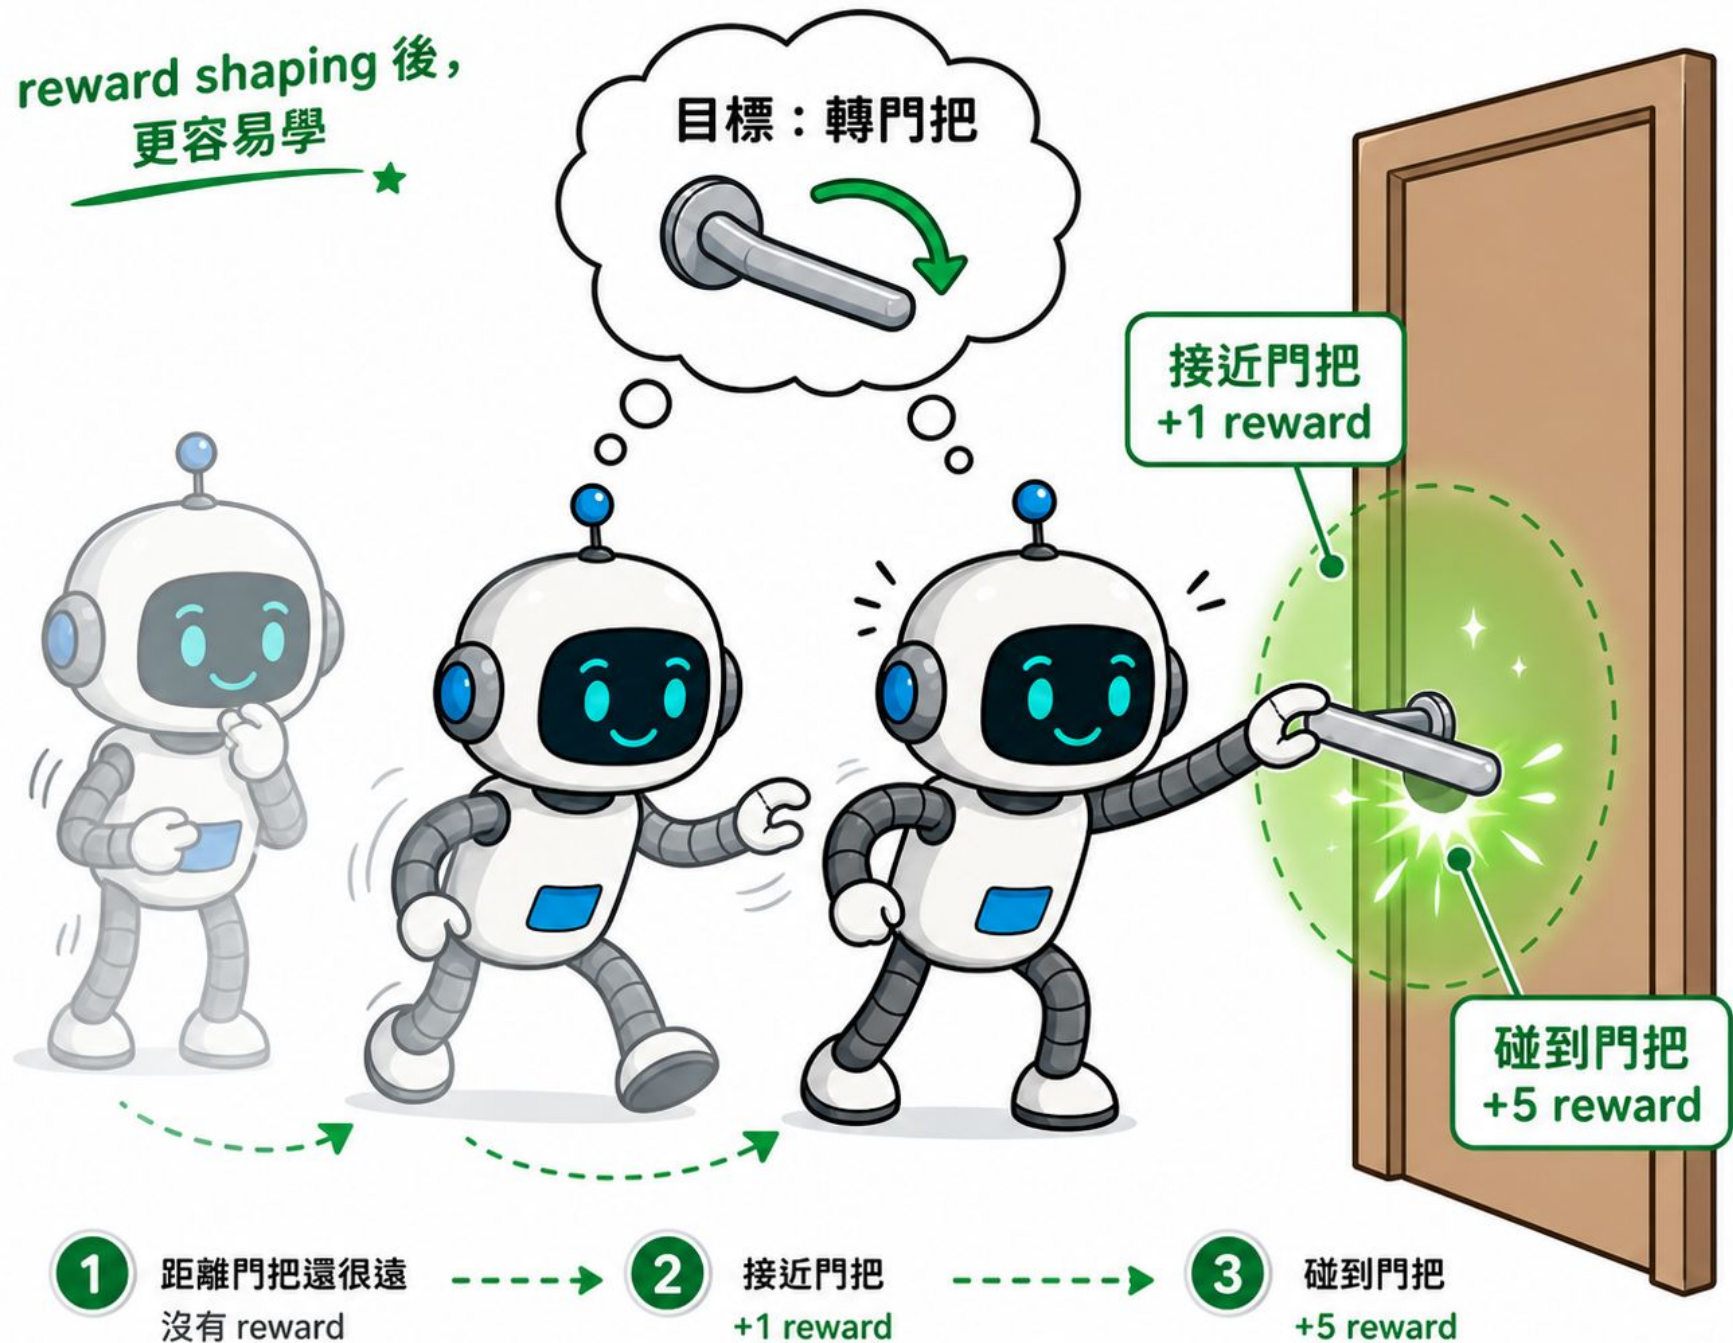 reward shaping 後，
更容易學
目標：轉門把
接近門把
+1 reward
碰到門把
+5 reward
1 距離門把還很遠
沒有 reward
2 接近門把
+1 reward
3 碰到門把
+5 reward